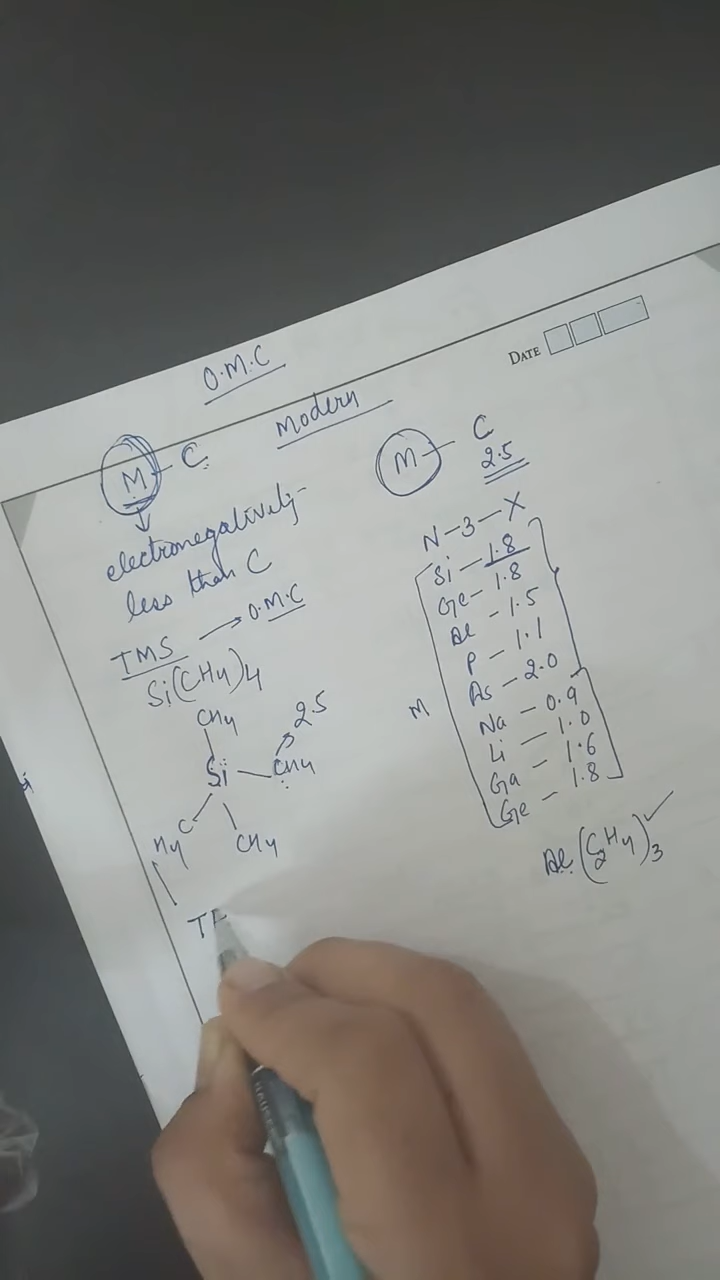 O.M.C
DATE
modern
M - C
electronegatively
less than C
TMS → O.M.C
Si(CH4)4
CH4
Si - CH4
2.5
H4C
CH4
TE
M - C
2.5
N - 3 - X
Si - 1.8
Ge - 1.8
Al - 1.5
P - 1.1
As - 2.0
Na - 0.9
Li - 1.0
Ga - 1.6
Ge - 1.8
M
Al(C2H4)3 ✓